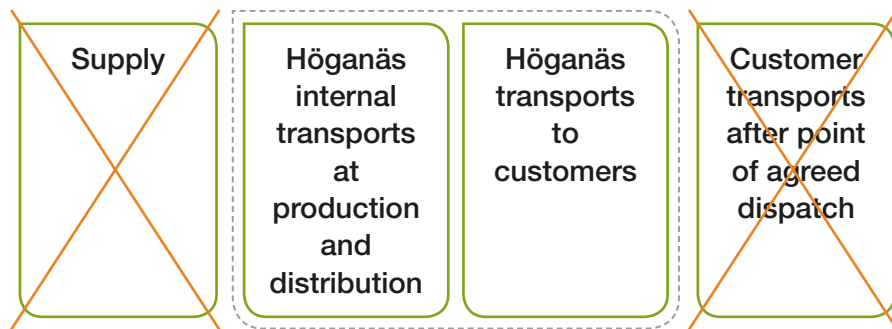 Supply
Höganäs
internal
transports
at
production
and
distribution
Höganäs
transports
to
customers
Customer
transports
after point
of agreed
dispatch